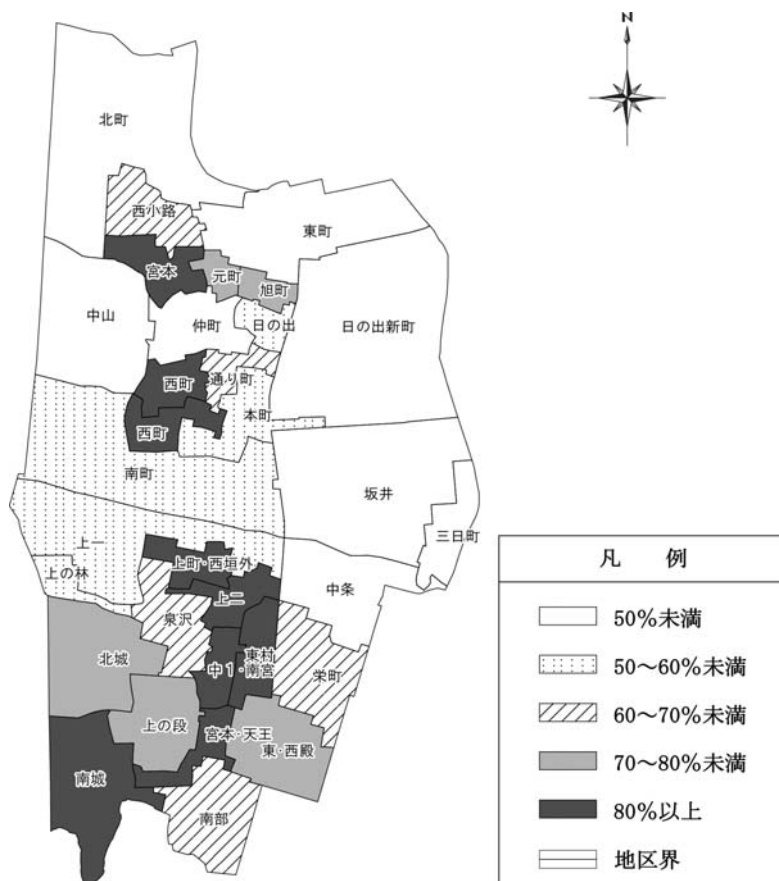 N
北町
西小路
東町
宮本
元町
旭町
中山
仲町
日の出
日の出新町
西町
通り町
本町
西町
南町
坂井
三日町
上一
上町・西垣外
上の林
中条
上二
泉沢
東村
北城
中1・南宮
栄町
上の段
宮本・天王
東・西殿
南城
南部
凡 例
50%未満
50～60%未満
60～70%未満
70～80%未満
80%以上
地区界